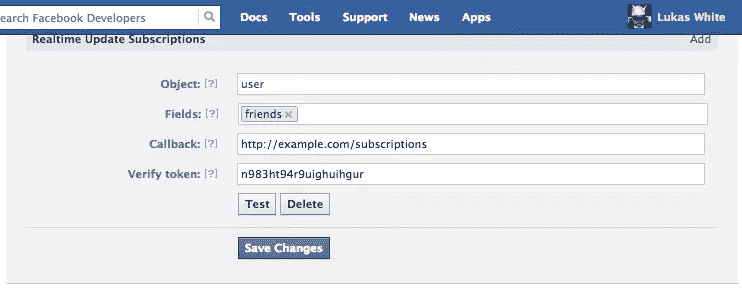 earch Facebook Developers Docs Tools Support News Apps Lukas White
Realtime Update Subscriptions Add
Object: [?] user
Fields: [?] friends ×
Callback: [?] http://example.com/subscriptions
Verify token: [?] n983ht94r9uighuihgur
Test Delete
Save Changes